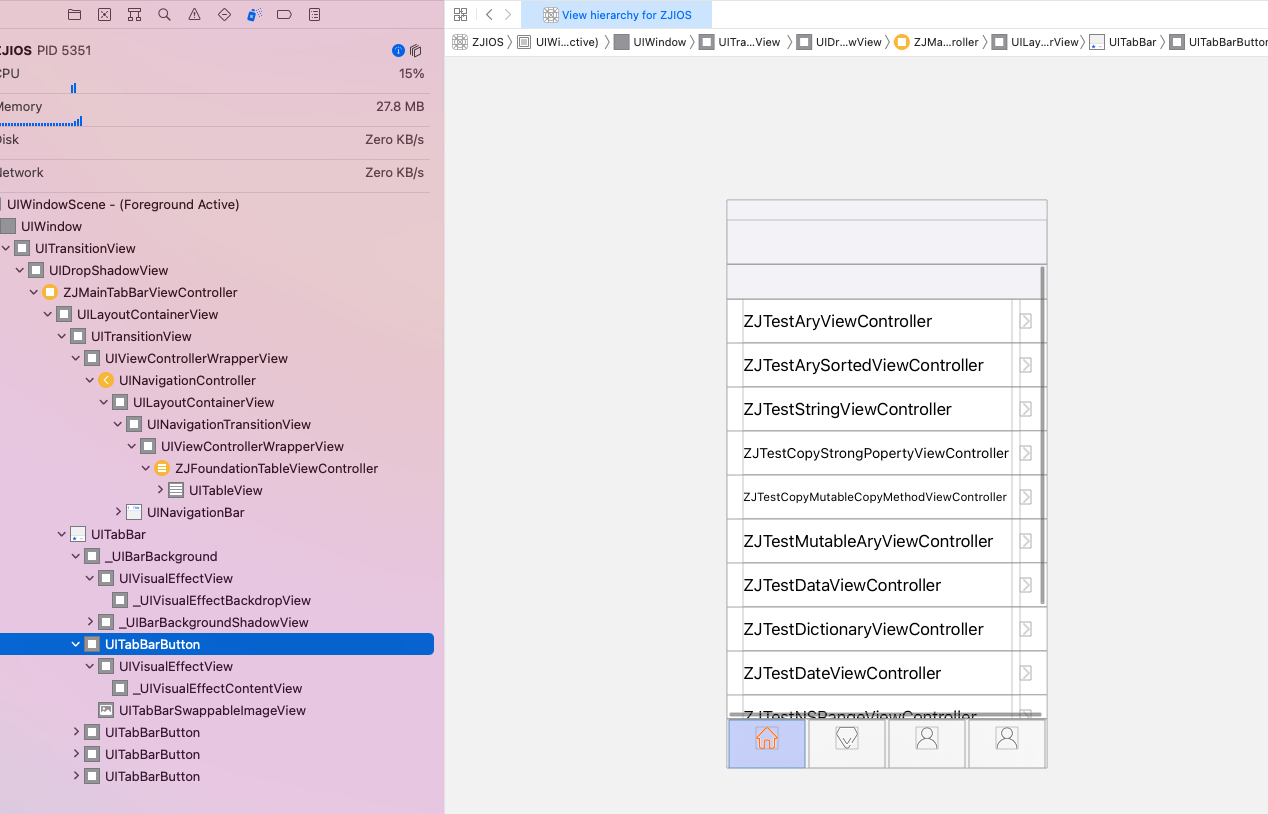 View hierarchy for ZJIOS
ZJIOS UIWi...ctive) UIWindow UITra...View UIDr...wView ZJMa...roller UILay...rView UITabBar UITabBarButton
ZJIOS PID 5351
CPU 15%
Memory 27.8 MB
Disk Zero KB/s
Network Zero KB/s
UIWindowScene - (Foreground Active)
UIWindow
UITransitionView
UIDropShadowView
ZJMainTabBarViewController
UILayoutContainerView
UITransitionView
UIViewControllerWrapperView
UINavigationController
UILayoutContainerView
UINavigationTransitionView
UIViewControllerWrapperView
ZJFoundationTableViewController
UITableView
UINavigationBar
UITabBar
_UIBarBackground
UIVisualEffectView
_UIVisualEffectBackdropView
_UIBarBackgroundShadowView
UITabBarButton
UIVisualEffectView
_UIVisualEffectContentView
UITabBarSwappableImageView
UITabBarButton
UITabBarButton
UITabBarButton
ZJTestAryViewController
ZJTestArySortedViewController
ZJTestStringViewController
ZJTestCopyStrongPopertyViewController
ZJTestCopyMutableCopyMethodViewController
ZJTestMutableAryViewController
ZJTestDataViewController
ZJTestDictionaryViewController
ZJTestDateViewController
ZJTestNSRangeViewController